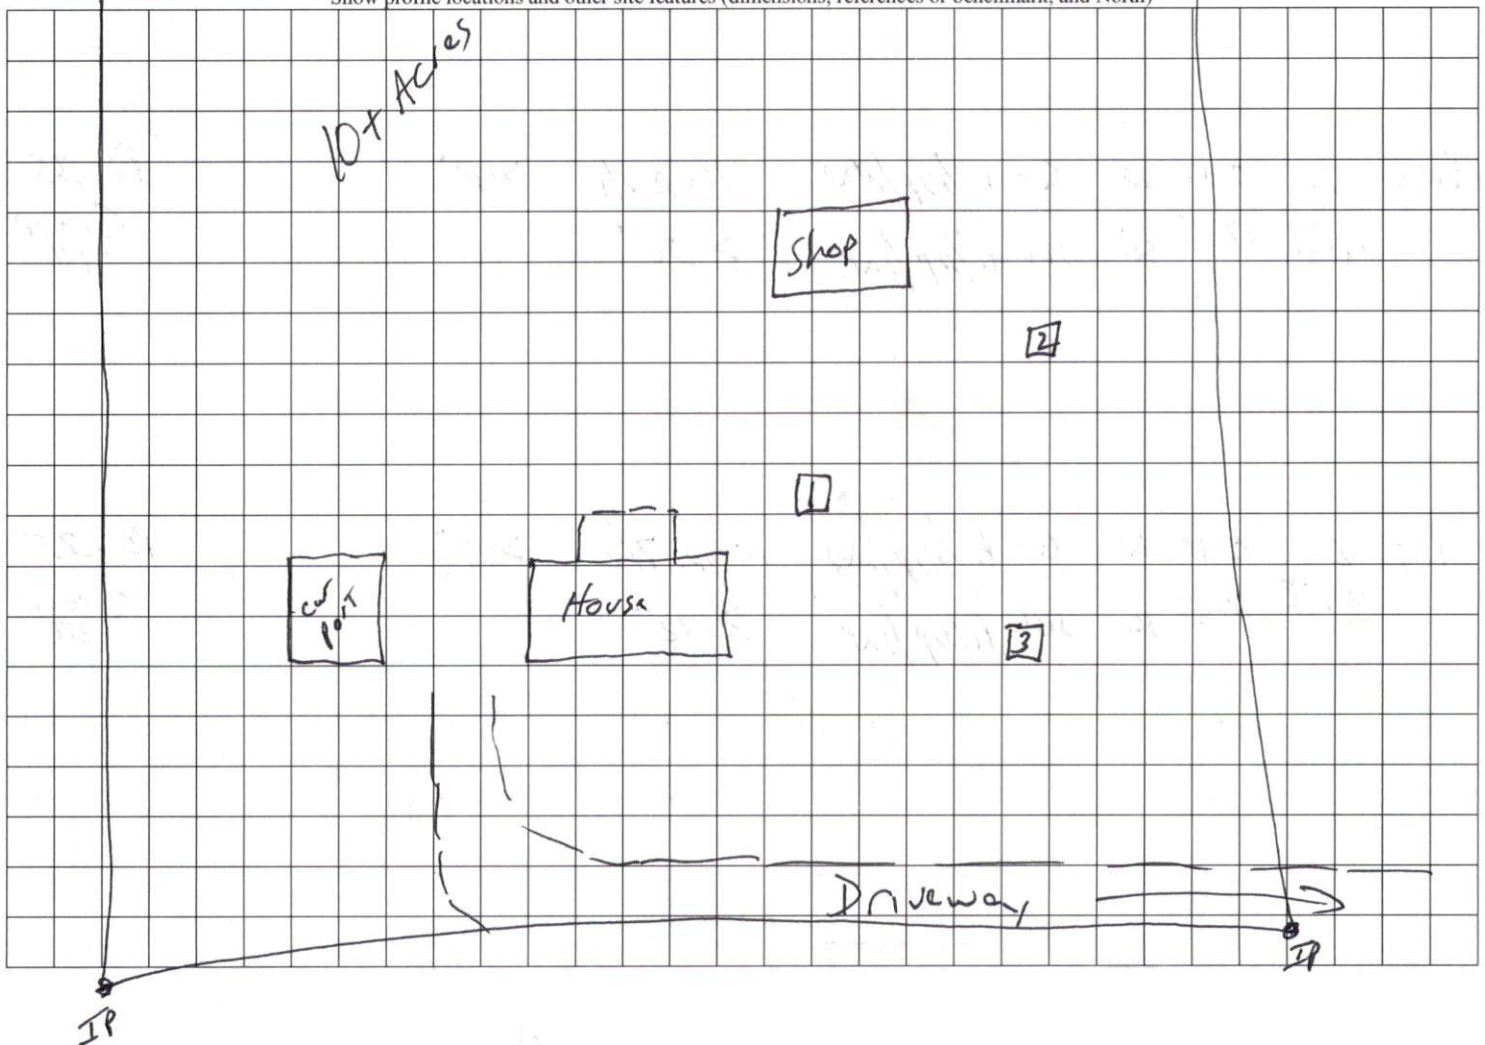 Show profile locations and other site features (dimensions, references or benchmark, and North)
10+ Acres
Shop
2
1
House
car
port
3
Driveway
IP
IP